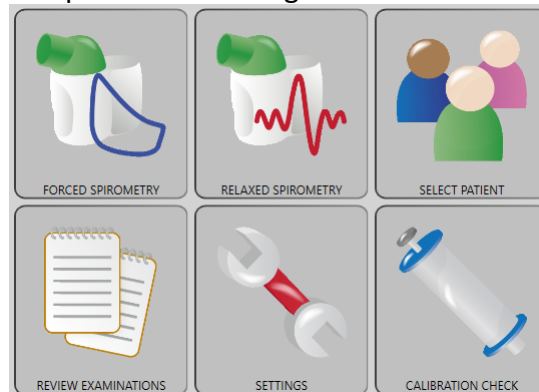 FORCED SPIROMETRY
RELAXED SPIROMETRY
SELECT PATIENT
REVIEW EXAMINATIONS
SETTINGS
CALIBRATION CHECK